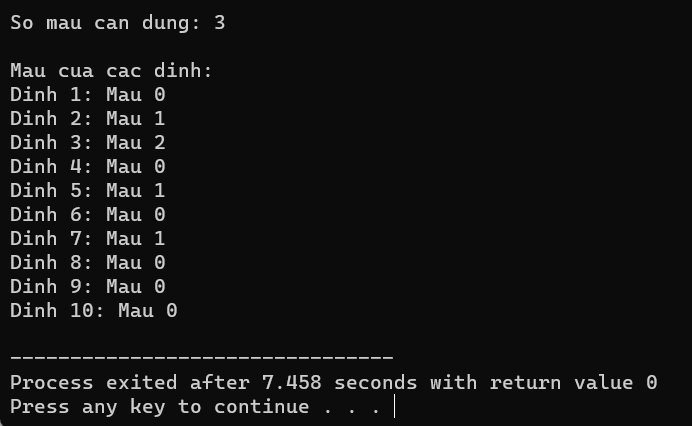 So mau can dung: 3
Mau cua cac dinh:
Dinh 1: Mau 0
Dinh 2: Mau 1
Dinh 3: Mau 2
Dinh 4: Mau 0
Dinh 5: Mau 1
Dinh 6: Mau 0
Dinh 7: Mau 1
Dinh 8: Mau 0
Dinh 9: Mau 0
Dinh 10: Mau 0
--------------------------------
Process exited after 7.458 seconds with return value 0
Press any key to continue . . .